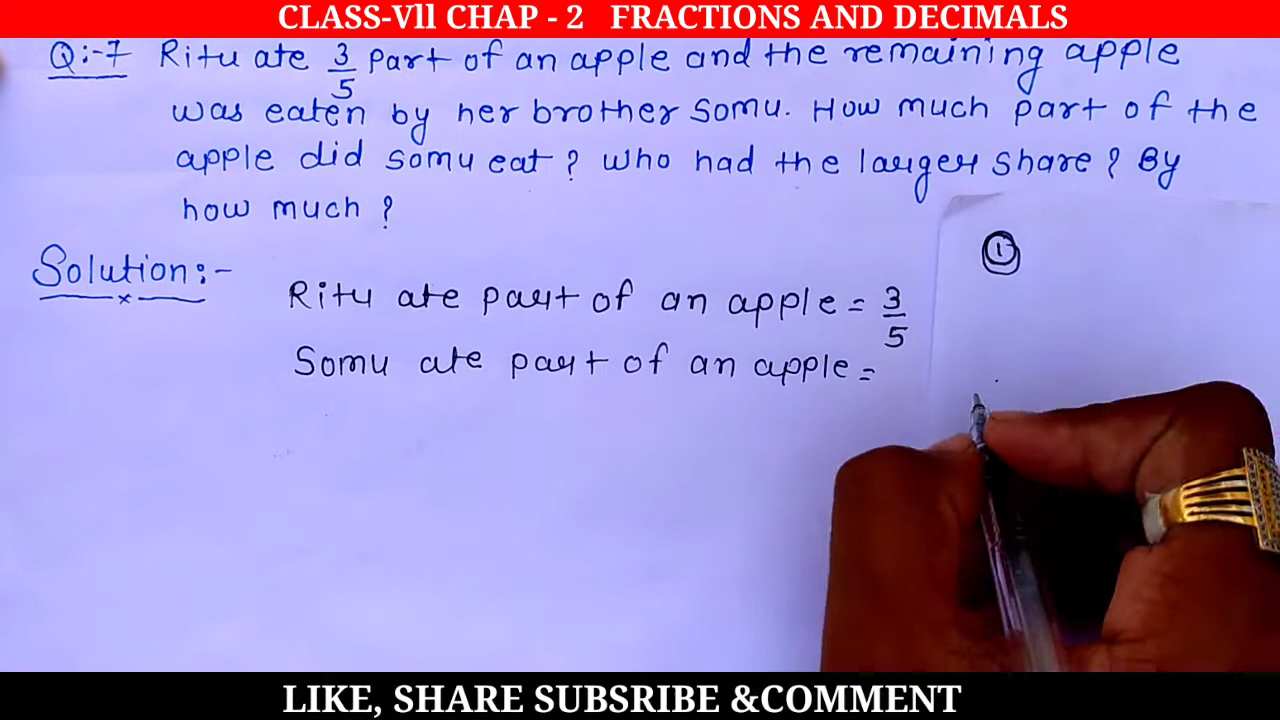 CLASS-Vll CHAP - 2 FRACTIONS AND DECIMALS
Q:-7 Ritu ate 3/5 part of an apple and the remaining apple
was eaten by her brother Somu. How much part of the
apple did somu eat? Who had the larger share? By
how much?
Solution:-
Ritu ate part of an apple = 3/5
Somu ate part of an apple =
1
LIKE, SHARE SUBSRIBE &COMMENT